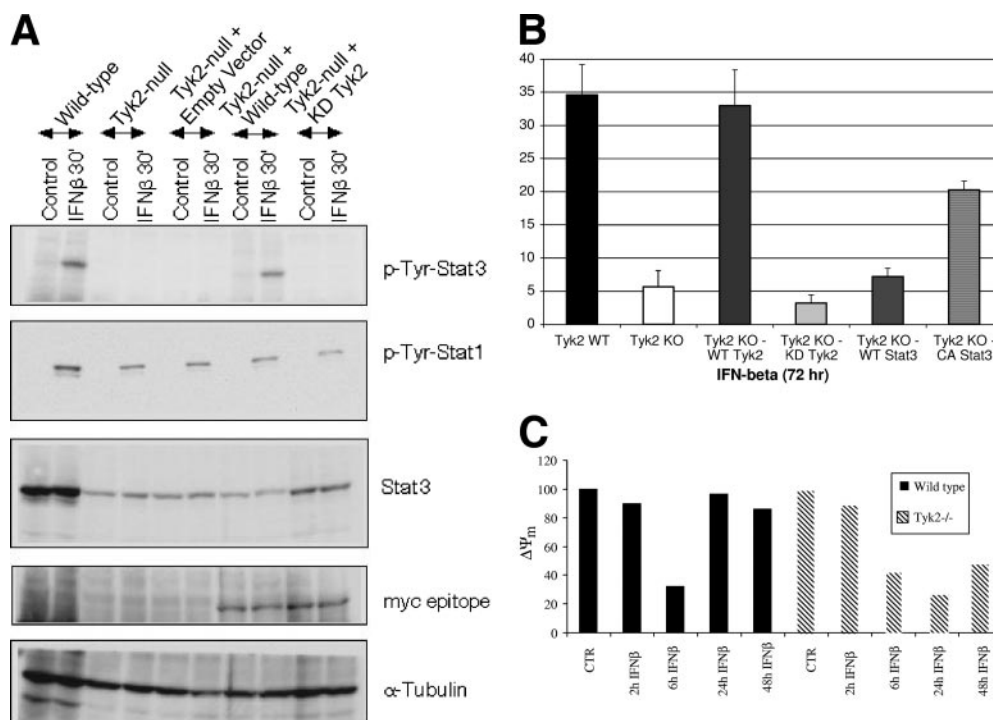 A
Wild-type
Tyk2-null
Tyk2-null +
Empty Vector
Tyk2-null +
Wild-type
Tyk2-null +
KD Tyk2
Control
IFNβ 30'
Control
IFNβ 30'
Control
IFNβ 30'
Control
IFNβ 30'
Control
IFNβ 30'
p-Tyr-Stat3
p-Tyr-Stat1
Stat3
myc epitope
α-Tubulin
B
40
35
30
25
20
15
10
5
0
Tyk2 WT
Tyk2 KO
Tyk2 KO -
WT Tyk2
Tyk2 KO -
KD Tyk2
Tyk2 KO -
WT Stat3
Tyk2 KO -
CA Stat3
IFN-beta (72 hr)
C
120
100
80
60
40
20
0
ΔΨm
Wild type
Tyk2-/-
CTR
2h IFNβ
6h IFNβ
24h IFNβ
48h IFNβ
CTR
2h IFNβ
6h IFNβ
24h IFNβ
48h IFNβ